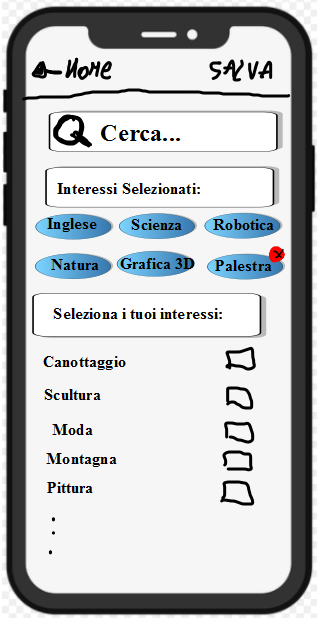 HOME SALVA
Cerca...
Interessi Selezionati:
Inglese Scienza Robotica
Natura Grafica 3D Palestra x
Seleziona i tuoi interessi:
Canottaggio
Scultura
Moda
Montagna
Pittura